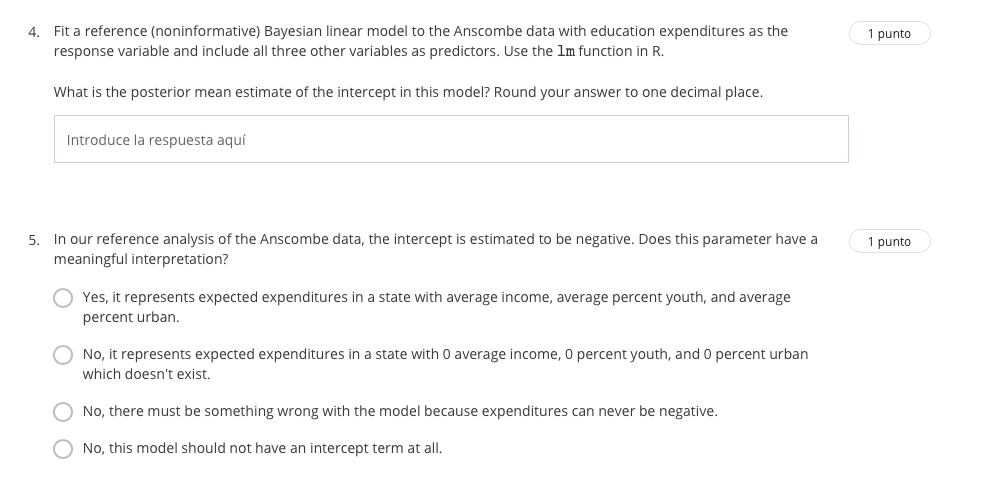 4. Fit a reference (noninformative) Bayesian linear model to the Anscombe data with education expenditures as the
response variable and include all three other variables as predictors. Use the lm function in R.
1 punto
What is the posterior mean estimate of the intercept in this model? Round your answer to one decimal place.
Introduce la respuesta aquí
5. In our reference analysis of the Anscombe data, the intercept is estimated to be negative. Does this parameter have a
meaningful interpretation?
1 punto
Yes, it represents expected expenditures in a state with average income, average percent youth, and average
percent urban.
No, it represents expected expenditures in a state with 0 average income, 0 percent youth, and 0 percent urban
which doesn't exist.
No, there must be something wrong with the model because expenditures can never be negative.
No, this model should not have an intercept term at all.